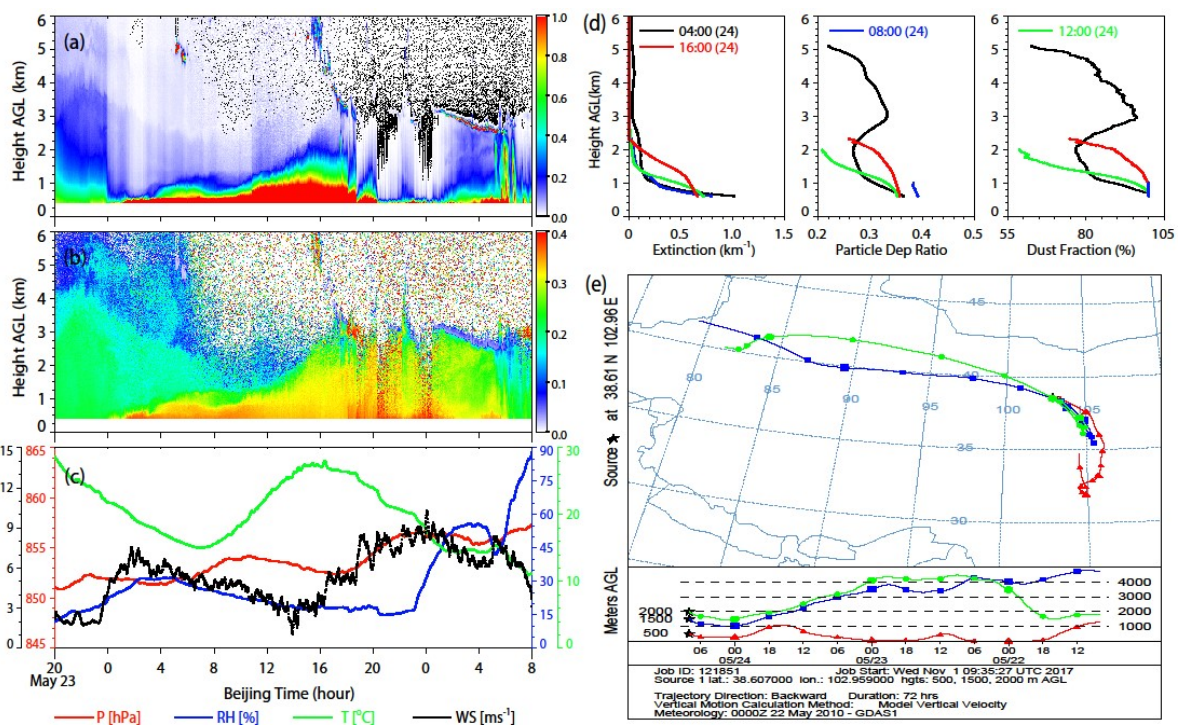 (a)
Height AGL (km)
6
5
4
3
2
1
0
1.0
0.8
0.6
0.4
0.2
0.0
(b)
Height AGL (km)
6
5
4
3
2
1
0
0.4
0.3
0.2
0.1
0.0
(c)
15
12
9
6
3
0
865
860
855
850
845
90
75
60
45
30
15
0
30
20
10
0
20 0 4 8 12 16 20 0 4 8
May 23
Beijing Time (hour)
P [hPa] RH [%] T [°C] WS [ms⁻¹]
(d)
04:00 (24)
16:00 (24)
08:00 (24)
12:00 (24)
Height AGL(km)
6
5
4
3
2
1
0
0 0.5 1 1.5
Extinction (km⁻¹)
0.2 0.3 0.4 0.5
Particle Dep Ratio
55 80 105
Dust Fraction (%)
(e)
Source ★ at 38.61 N 102.96 E
45
80
85
90
95
40
100
105
35
30
Meters AGL
2000
1500
500
4000
3000
2000
1000
06 00 18 12 06 00 18 12 06 00 18 12
05/24 05/23 05/22
Job ID: 121851 Job Start: Wed Nov 1 09:35:27 UTC 2017
Source 1 lat.: 38.607000 lon.: 102.959000 hgts: 500, 1500, 2000 m AGL
Trajectory Direction: Backward Duration: 72 hrs
Vertical Motion Calculation Method: Model Vertical Velocity
Meteorology: 0000Z 22 May 2010 - GDAS1